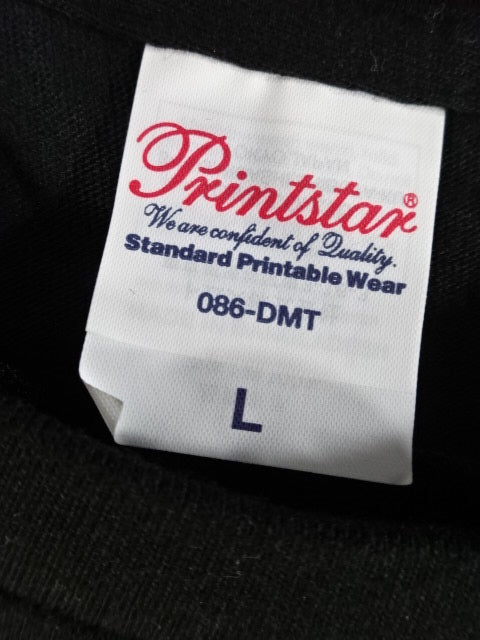 Printstar®
We are confident of Quality.
Standard Printable Wear
086-DMT
L